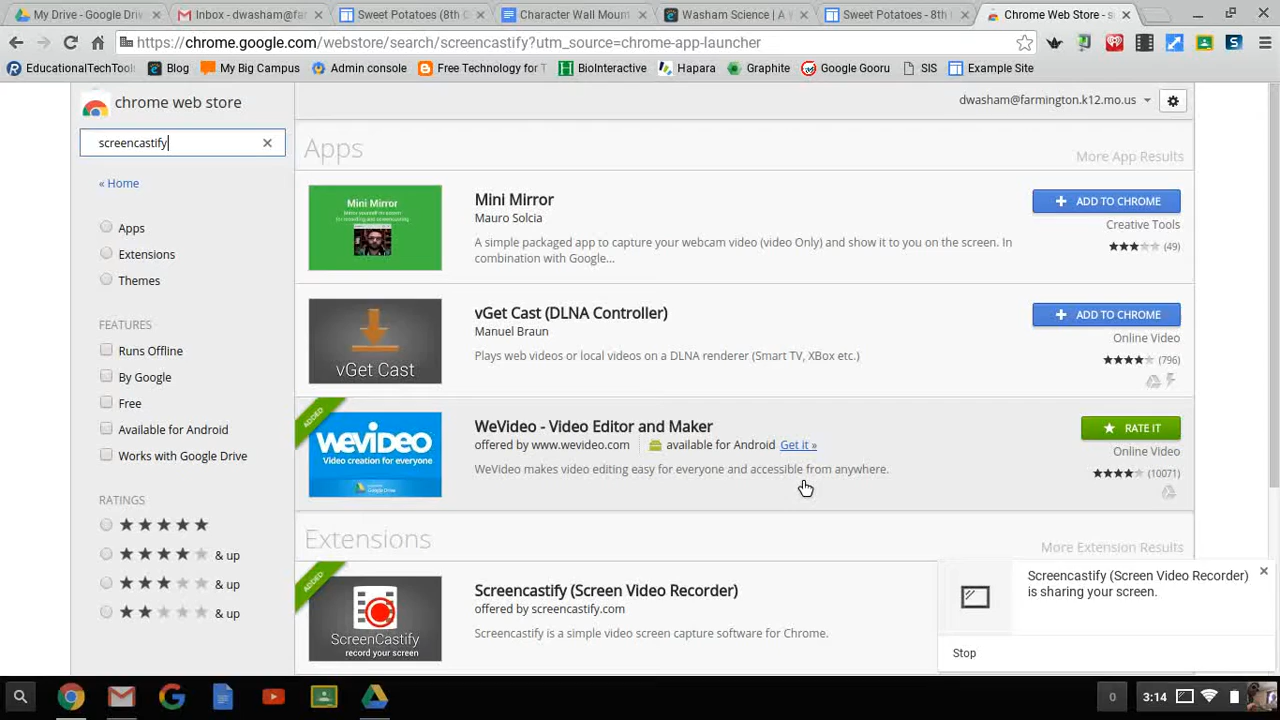 My Drive - Google Drive
Inbox - dwasham@far
Sweet Potatoes (8th G
Character Wall Mount
Washam Science | A v
Sweet Potatoes - 8th
Chrome Web Store - s
https://chrome.google.com/webstore/search/screencastify?utm_source=chrome-app-launcher
EducationalTechTool
Blog
My Big Campus
Admin console
Free Technology for T
BioInteractive
Hapara
Graphite
Google Gooru
SIS
Example Site
chrome web store
dwasham@farmington.k12.mo.us
screencastify
« Home
Apps
Extensions
Themes
FEATURES
Runs Offline
By Google
Free
Available for Android
Works with Google Drive
RATINGS
& up
& up
& up
Apps
More App Results
Mini Mirror
Mini Mirror
Mauro Solcia
A simple packaged app to capture your webcam video (video Only) and show it to you on the screen. In
combination with Google...
+ ADD TO CHROME
Creative Tools
(49)
vGet Cast
vGet Cast (DLNA Controller)
Manuel Braun
Plays web videos or local videos on a DLNA renderer (Smart TV, XBox etc.)
+ ADD TO CHROME
Online Video
(796)
ADDED
WEVIDEO
Video creation for everyone
Google Drive
WeVideo - Video Editor and Maker
offered by www.wevideo.com
available for Android Get it »
WeVideo makes video editing easy for everyone and accessible from anywhere.
RATE IT
Online Video
(10071)
Extensions
More Extension Results
ADDED
ScreenCastify
record your screen
Screencastify (Screen Video Recorder)
offered by screencastify.com
Screencastify is a simple video screen capture software for Chrome.
Screencastify (Screen Video Recorder)
is sharing your screen.
Stop
0
3:14